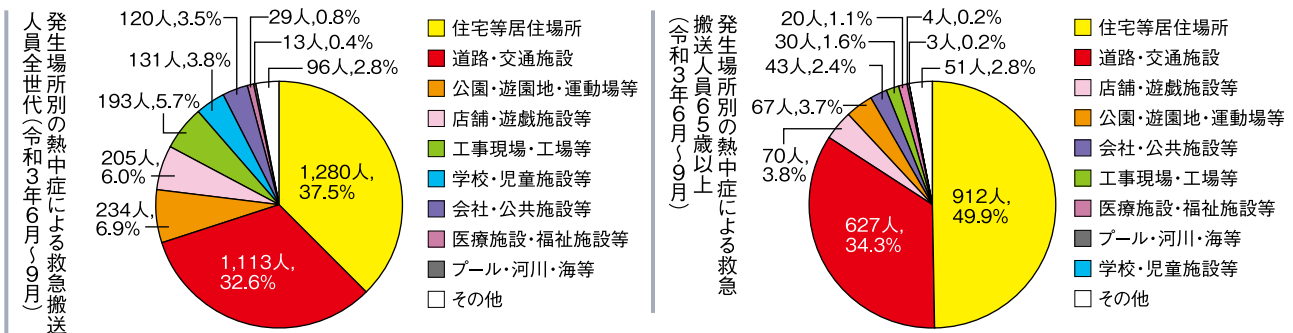 発生場所別の熱中症による救急搬送
人員全世代(令和3年6月〜9月)
1,280人,
37.5%
1,113人,
32.6%
234人,
6.9%
205人,
6.0%
193人,5.7%
131人,3.8%
120人,3.5%
29人,0.8%
13人,0.4%
96人,2.8%
住宅等居住場所
道路・交通施設
公園・遊園地・運動場等
店舗・遊戯施設等
工事現場・工場等
学校・児童施設等
会社・公共施設等
医療施設・福祉施設等
プール・河川・海等
その他
発生場所別の熱中症による救急
搬送人員65歳以上
(令和3年6月〜9月)
912人,
49.9%
627人,
34.3%
70人,
3.8%
67人,3.7%
43人,2.4%
30人,1.6%
20人,1.1%
4人,0.2%
3人,0.2%
51人,2.8%
住宅等居住場所
道路・交通施設
店舗・遊戯施設等
公園・遊園地・運動場等
会社・公共施設等
工事現場・工場等
医療施設・福祉施設等
プール・河川・海等
学校・児童施設等
その他